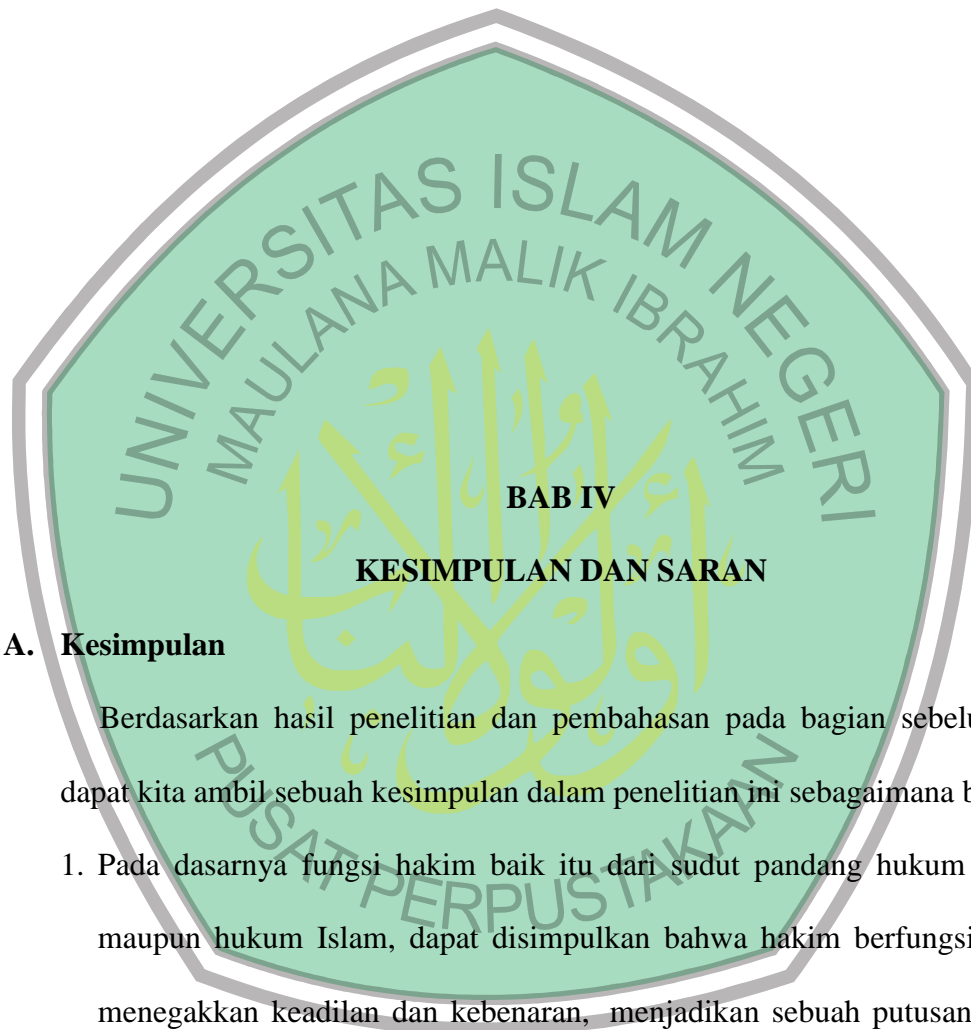 UNIVERSITAS ISLAM NEGERI
MAULANA MALIK IBRAHIM
BAB IV
KESIMPULAN DAN SARAN
A. Kesimpulan
Berdasarkan hasil penelitian dan pembahasan pada bagian sebelu
dapat kita ambil sebuah kesimpulan dalam penelitian ini sebagaimana b
1. Pada dasarnya fungsi hakim baik itu dari sudut pandang hukum
maupun hukum Islam, dapat disimpulkan bahwa hakim berfungsi
menegakkan keadilan dan kebenaran, menjadikan sebuah putusan
PUSAT PERPUSTAKAAN